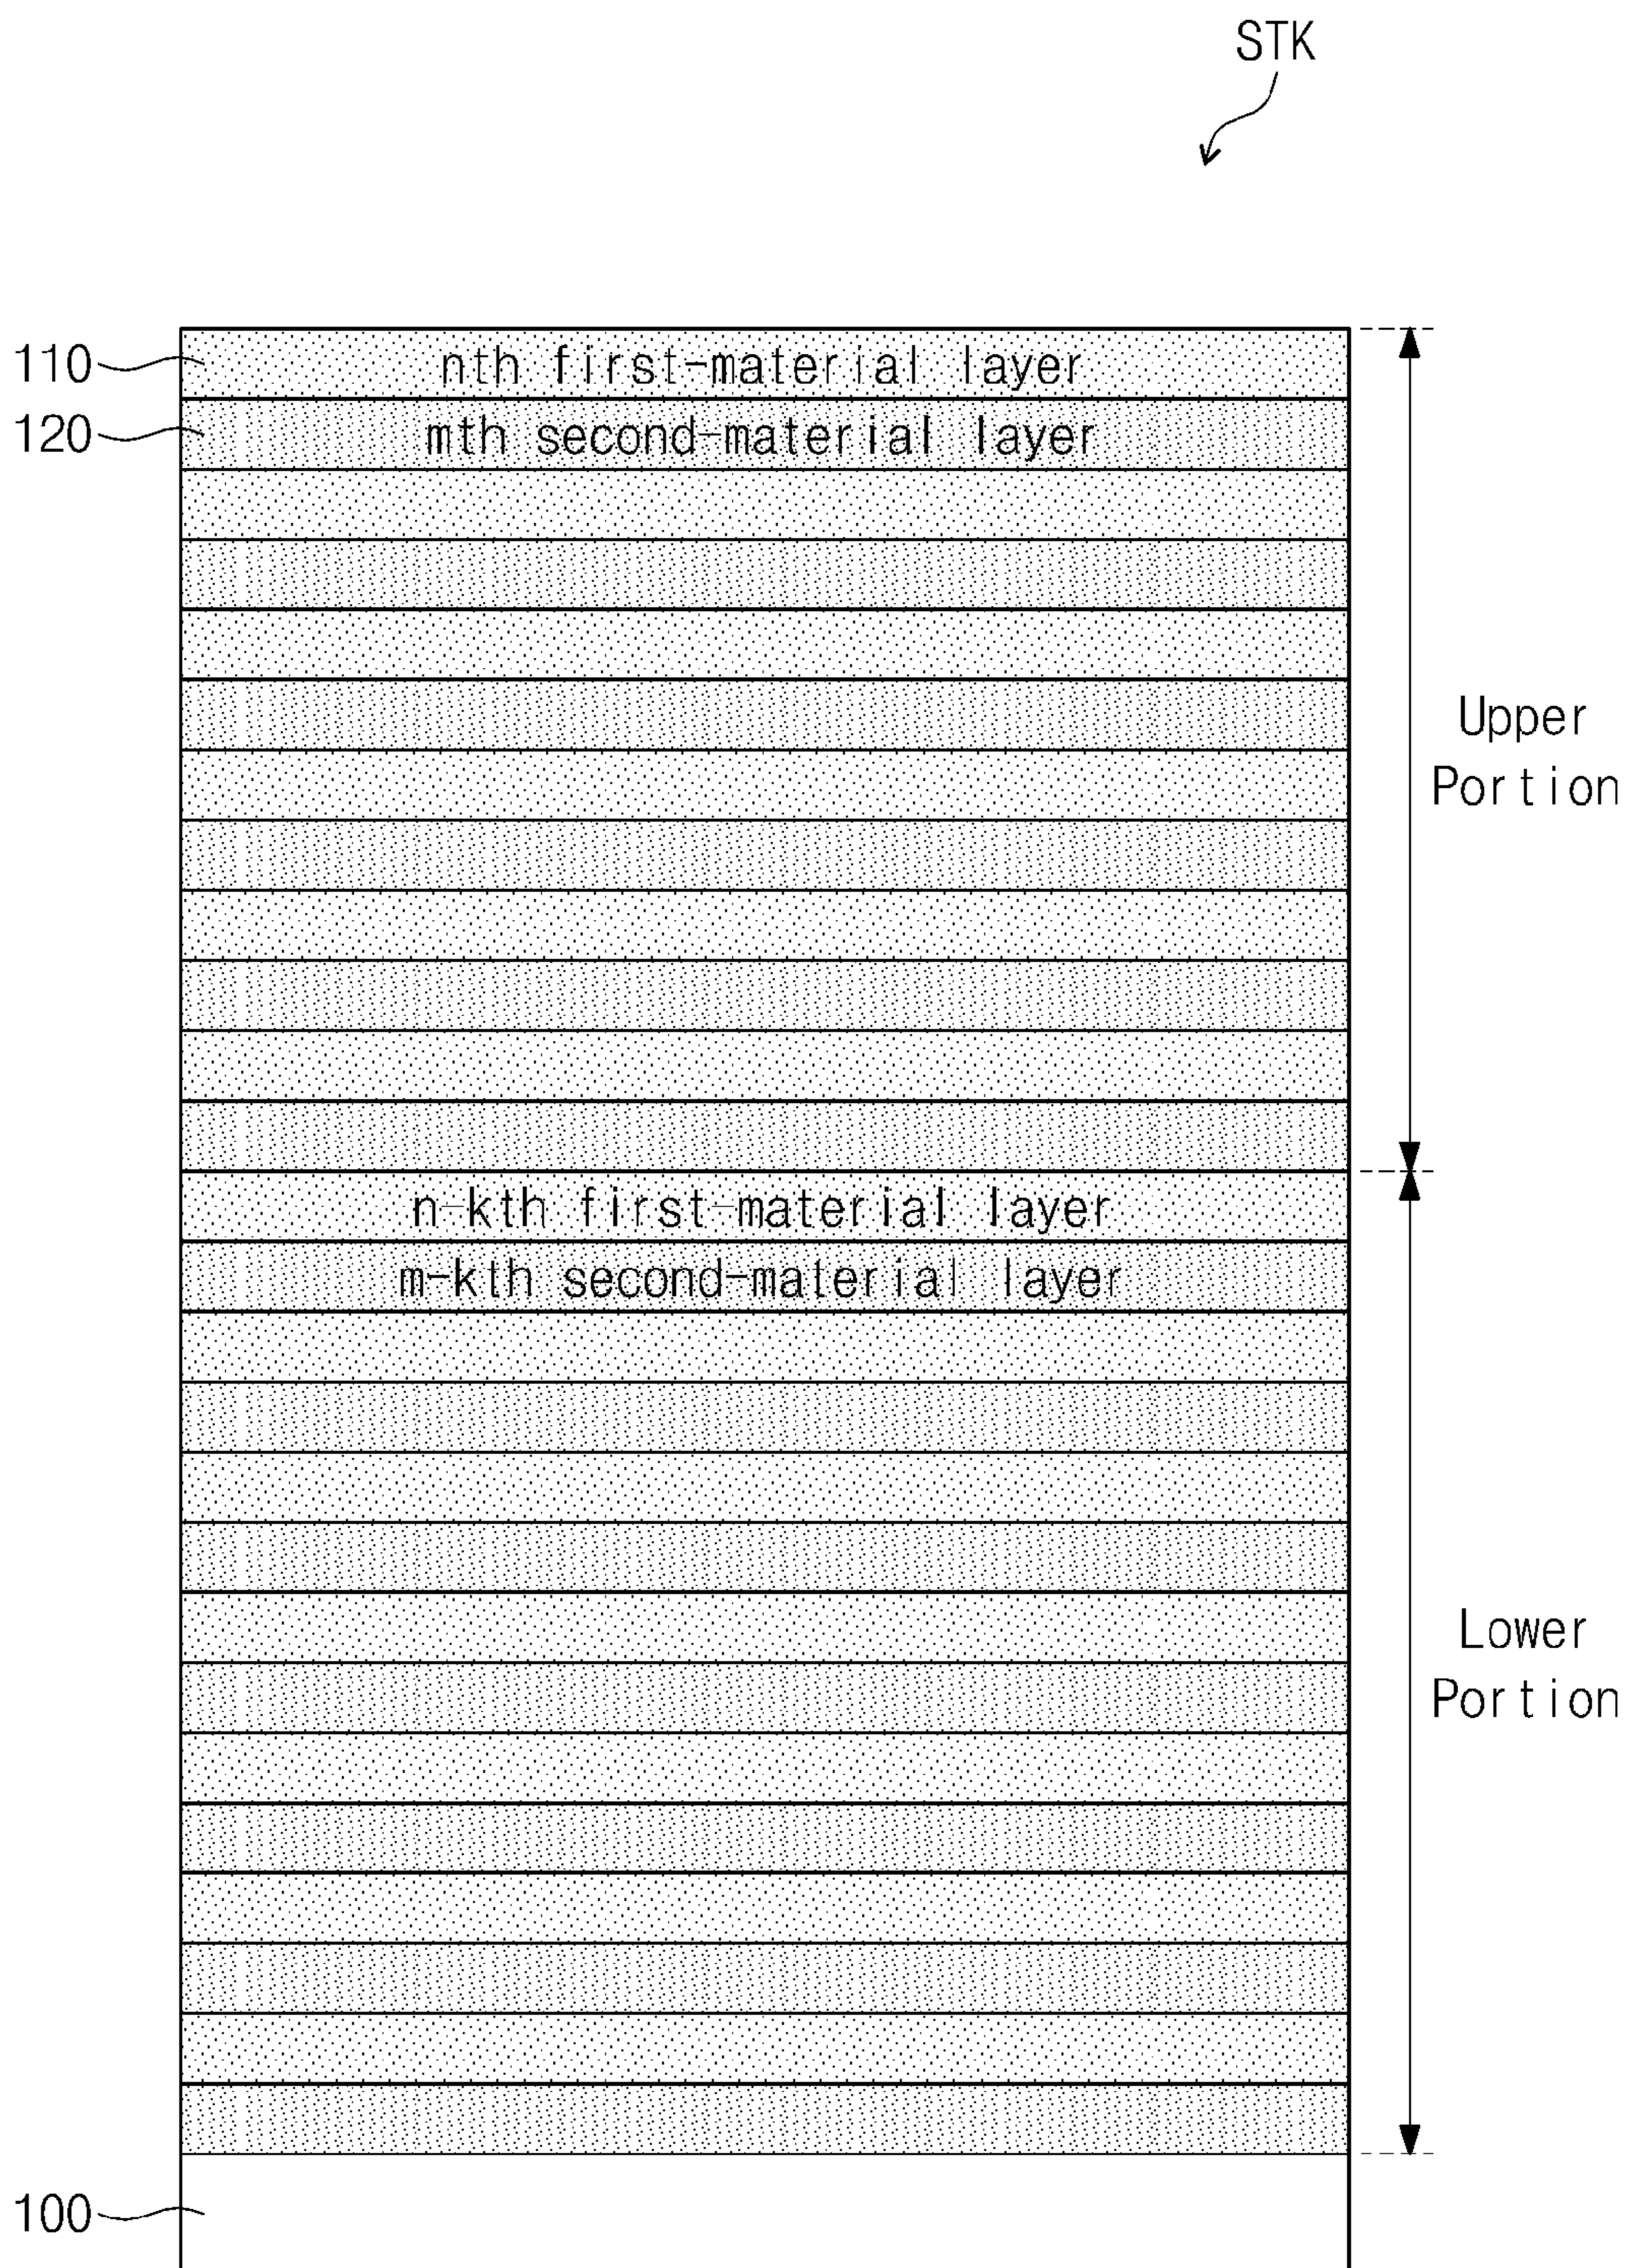 STK
110
nth first-material layer
120
mth second-material layer
Upper
Portion
n-kth first-material layer
m-kth second-material layer
Lower
Portion
100